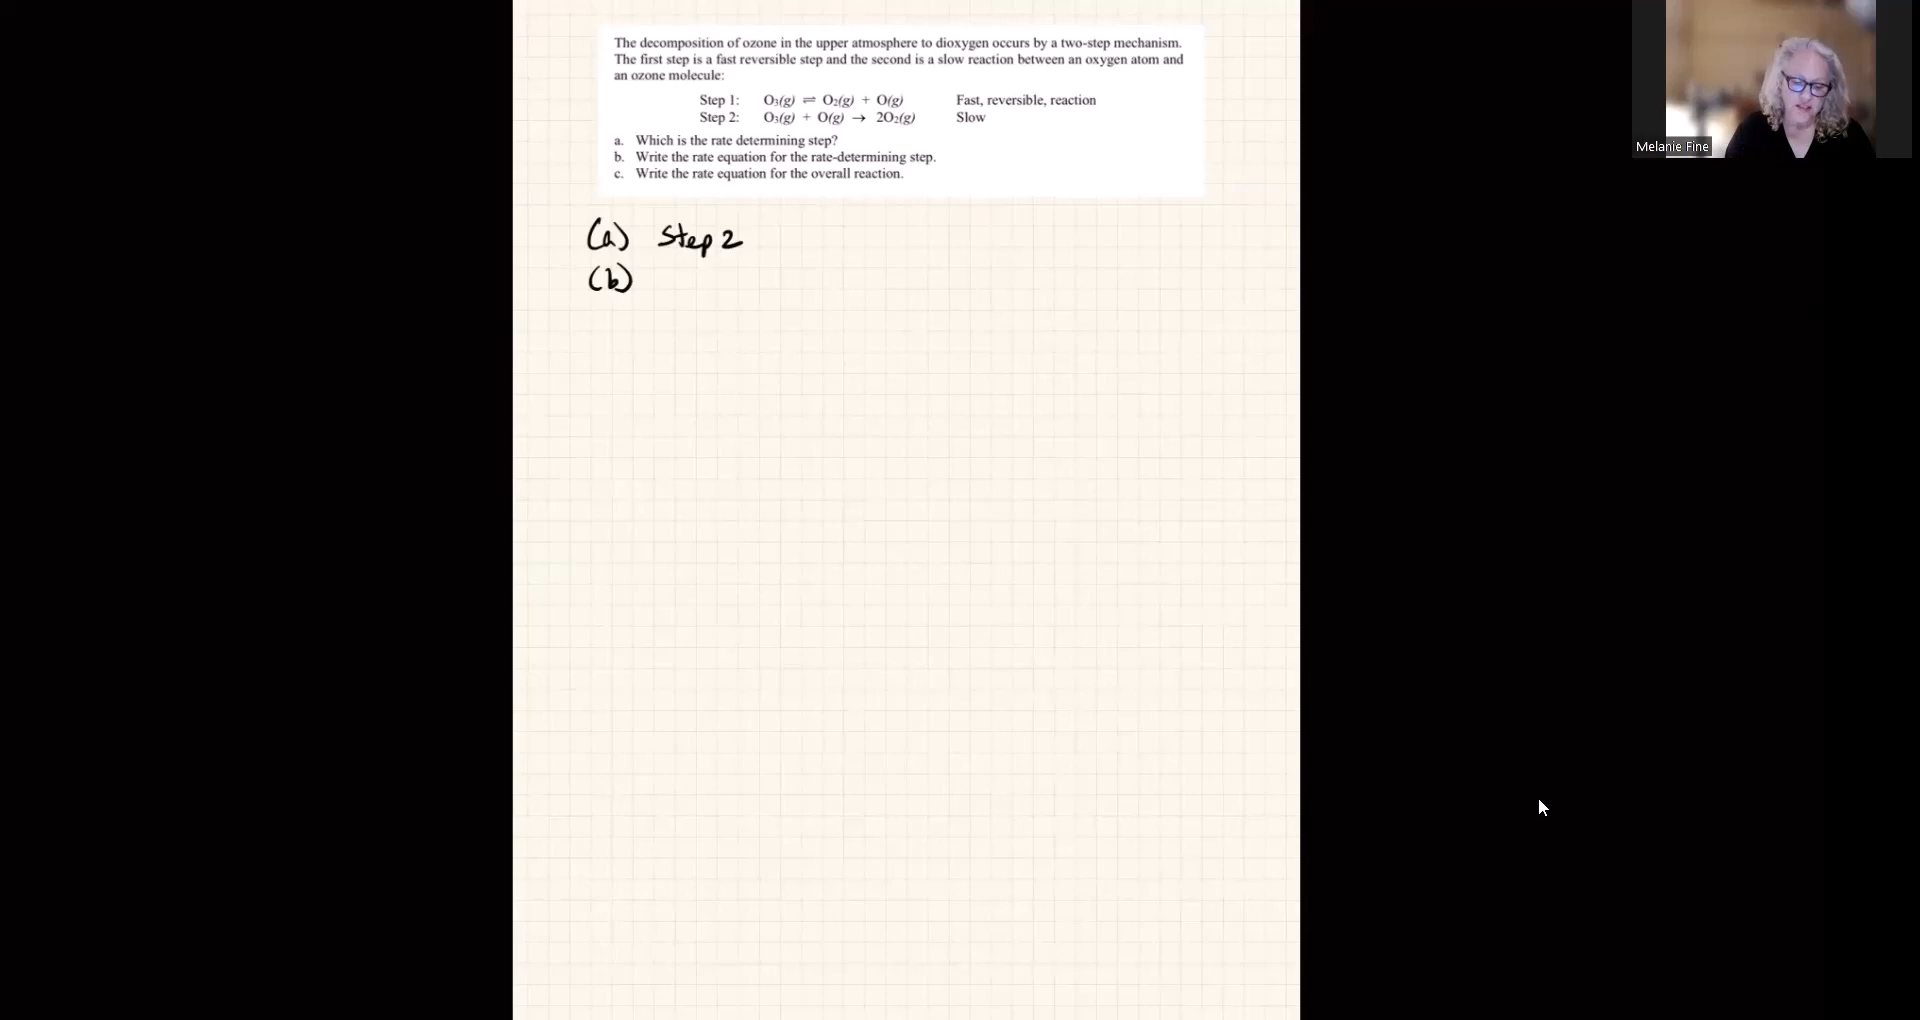 The decomposition of ozone in the upper atmosphere to dioxygen occurs by a two-step mechanism.
The first step is a fast reversible step and the second is a slow reaction between an oxygen atom and
an ozone molecule:
Step 1: O₃(g) ⇌ O₂(g) + O(g) Fast, reversible, reaction
Step 2: O₃(g) + O(g) → 2O₂(g) Slow
a. Which is the rate determining step?
b. Write the rate equation for the rate-determining step.
c. Write the rate equation for the overall reaction.
(a) Step 2
(b)
Melanie Fine